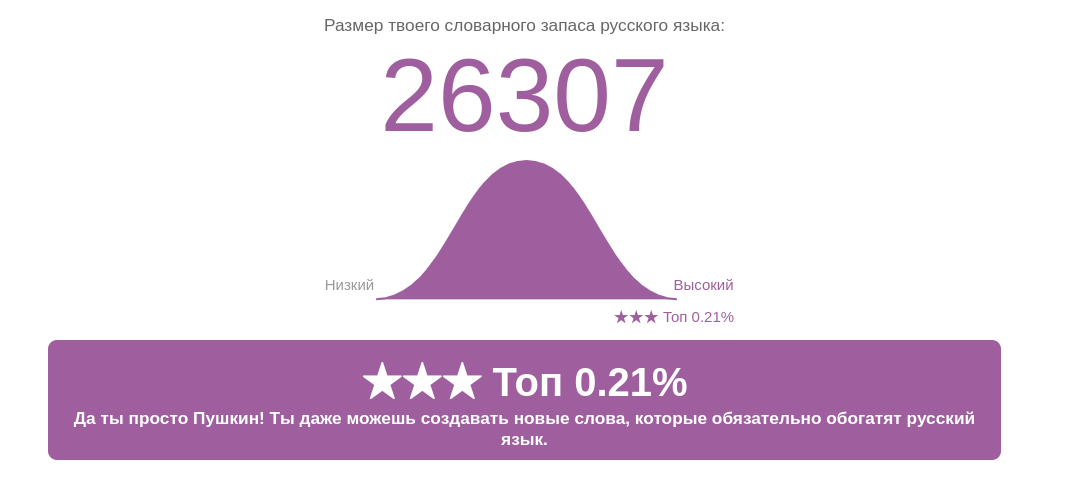 Размер твоего словарного запаса русского языка:
26307
Низкий
Высокий
★★★ Топ 0.21%
★★★ Топ 0.21%
Да ты просто Пушкин! Ты даже можешь создавать новые слова, которые обязательно обогатят русский
язык.